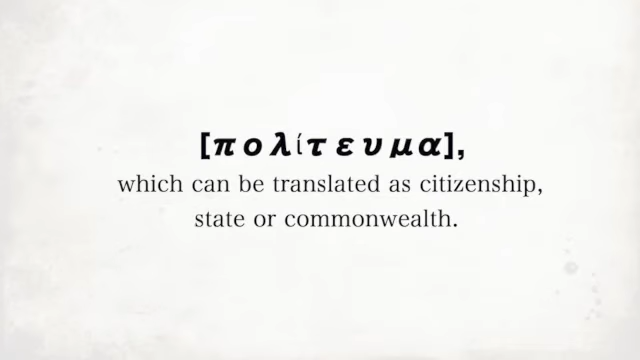 [πολίτευμα],
which can be translated as citizenship,
state or commonwealth.